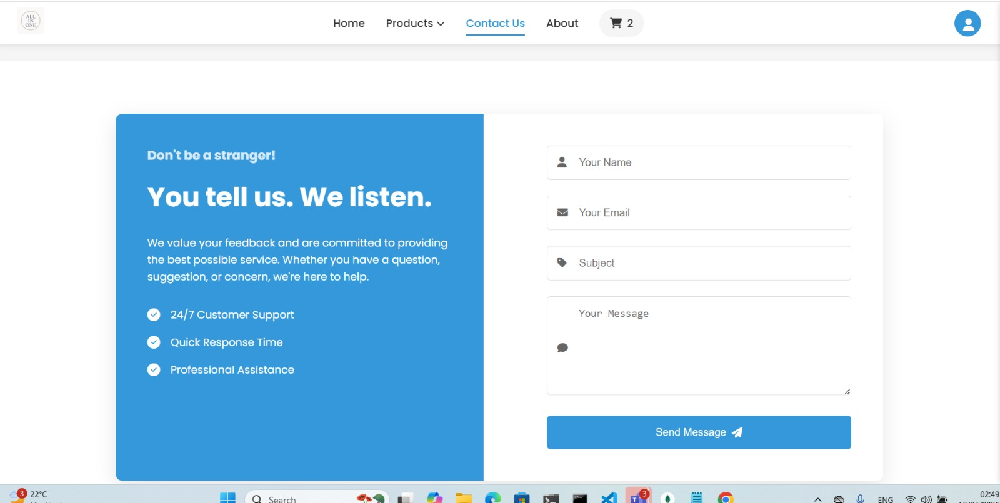 ALL
IN
ONE
Home
Products
Contact Us
About
2
Don't be a stranger!
You tell us. We listen.
We value your feedback and are committed to providing
the best possible service. Whether you have a question,
suggestion, or concern, we're here to help.
24/7 Customer Support
Quick Response Time
Professional Assistance
Your Name
Your Email
Subject
Your Message
Send Message
3
22°C
Search
3
ENG
02:49